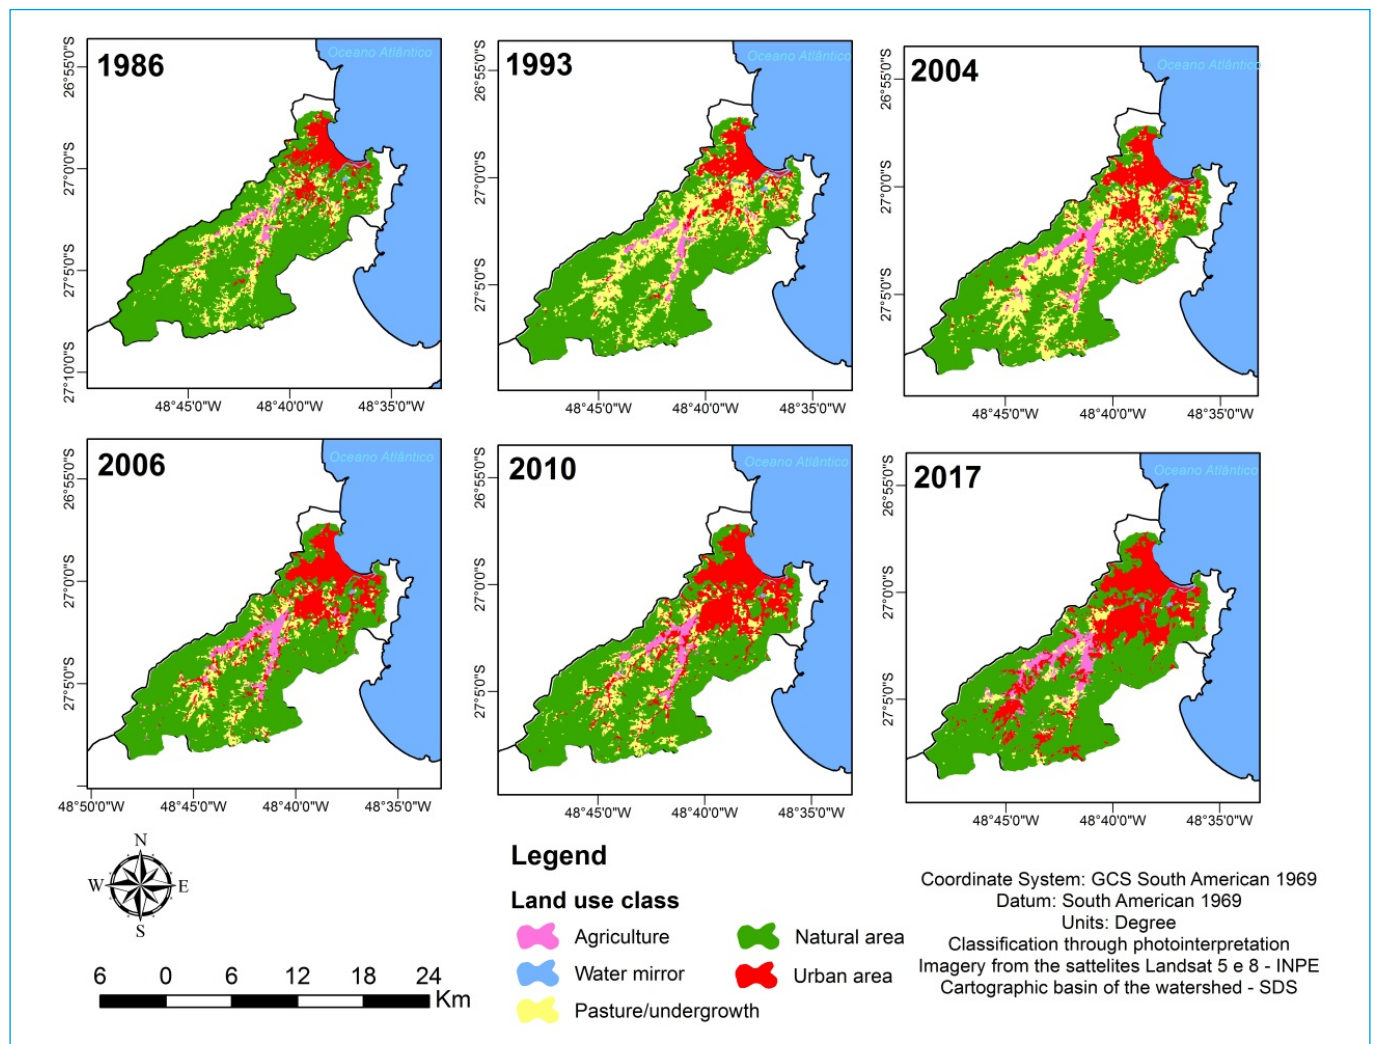 1986
Oceano Atlântico
26°55'0"S
27°0'0"S
27°5'0"S
27°10'0"S
48°45'0"W
48°40'0"W
48°35'0"W
1993
Oceano Atlântico
26°55'0"S
27°0'0"S
27°5'0"S
48°45'0"W
48°40'0"W
48°35'0"W
2004
Oceano Atlântico
26°55'0"S
27°0'0"S
27°5'0"S
48°45'0"W
48°40'0"W
48°35'0"W
2006
Oceano Atlântico
26°55'0"S
27°0'0"S
27°5'0"S
48°50'0"W
48°45'0"W
48°40'0"W
48°35'0"W
2010
Oceano Atlântico
26°55'0"S
27°0'0"S
27°5'0"S
48°45'0"W
48°40'0"W
48°35'0"W
2017
Oceano Atlântico
26°55'0"S
27°0'0"S
27°5'0"S
48°45'0"W
48°40'0"W
48°35'0"W
N
W E
S
6 0 6 12 18 24
Km
Legend
Land use class
Agriculture
Water mirror
Pasture/undergrowth
Natural area
Urban area
Coordinate System: GCS South American 1969
Datum: South American 1969
Units: Degree
Classification through photointerpretation
Imagery from the sattelites Landsat 5 e 8 - INPE
Cartographic basin of the watershed - SDS